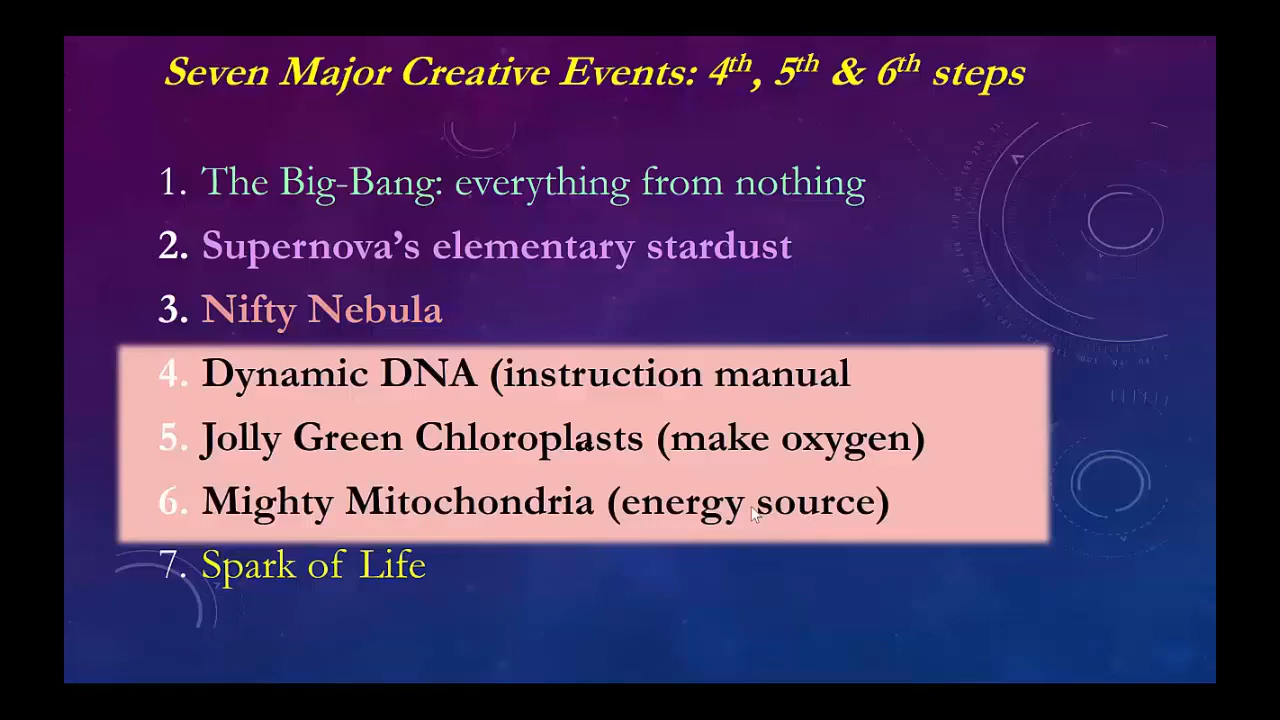 Seven Major Creative Events: 4th, 5th & 6th steps
1. The Big-Bang: everything from nothing
2. Supernova's elementary stardust
3. Nifty Nebula
4. Dynamic DNA (instruction manual
5. Jolly Green Chloroplasts (make oxygen)
6. Mighty Mitochondria (energy source)
7. Spark of Life